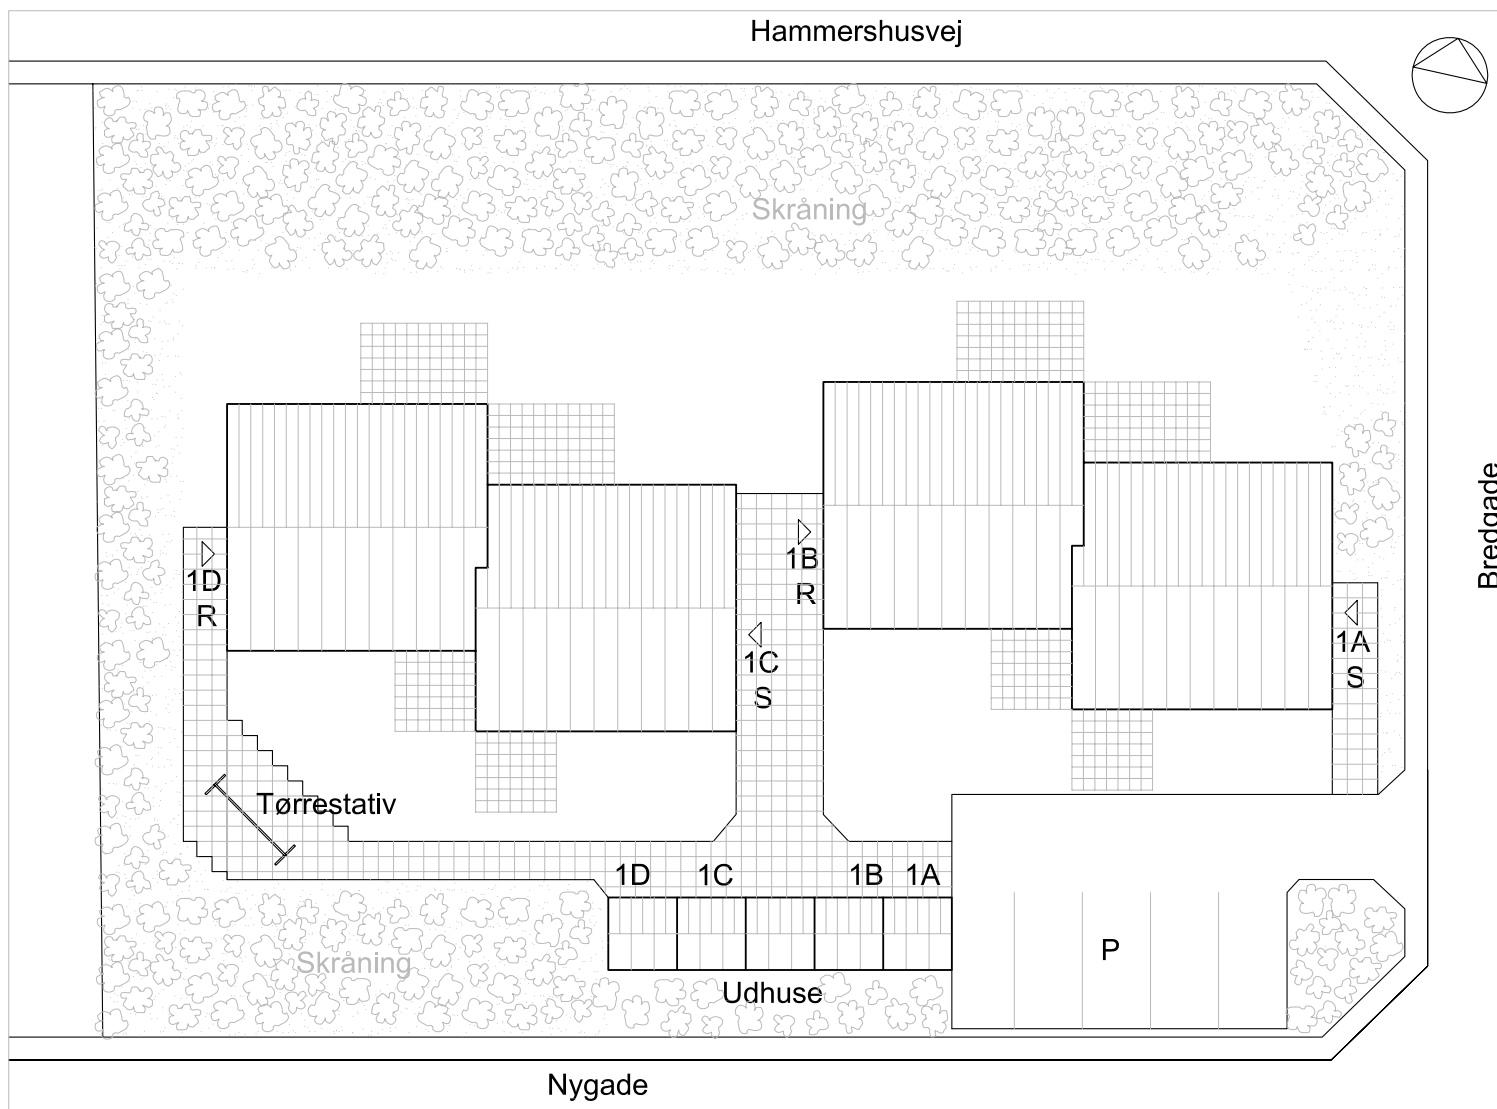 Hammershusvej
Skråning
Bredgade
1B
R
1D
R
1A
S
1C
S
Tørrestativ
1D
1C
1B
1A
P
Skråning
Udhuse
Nygade